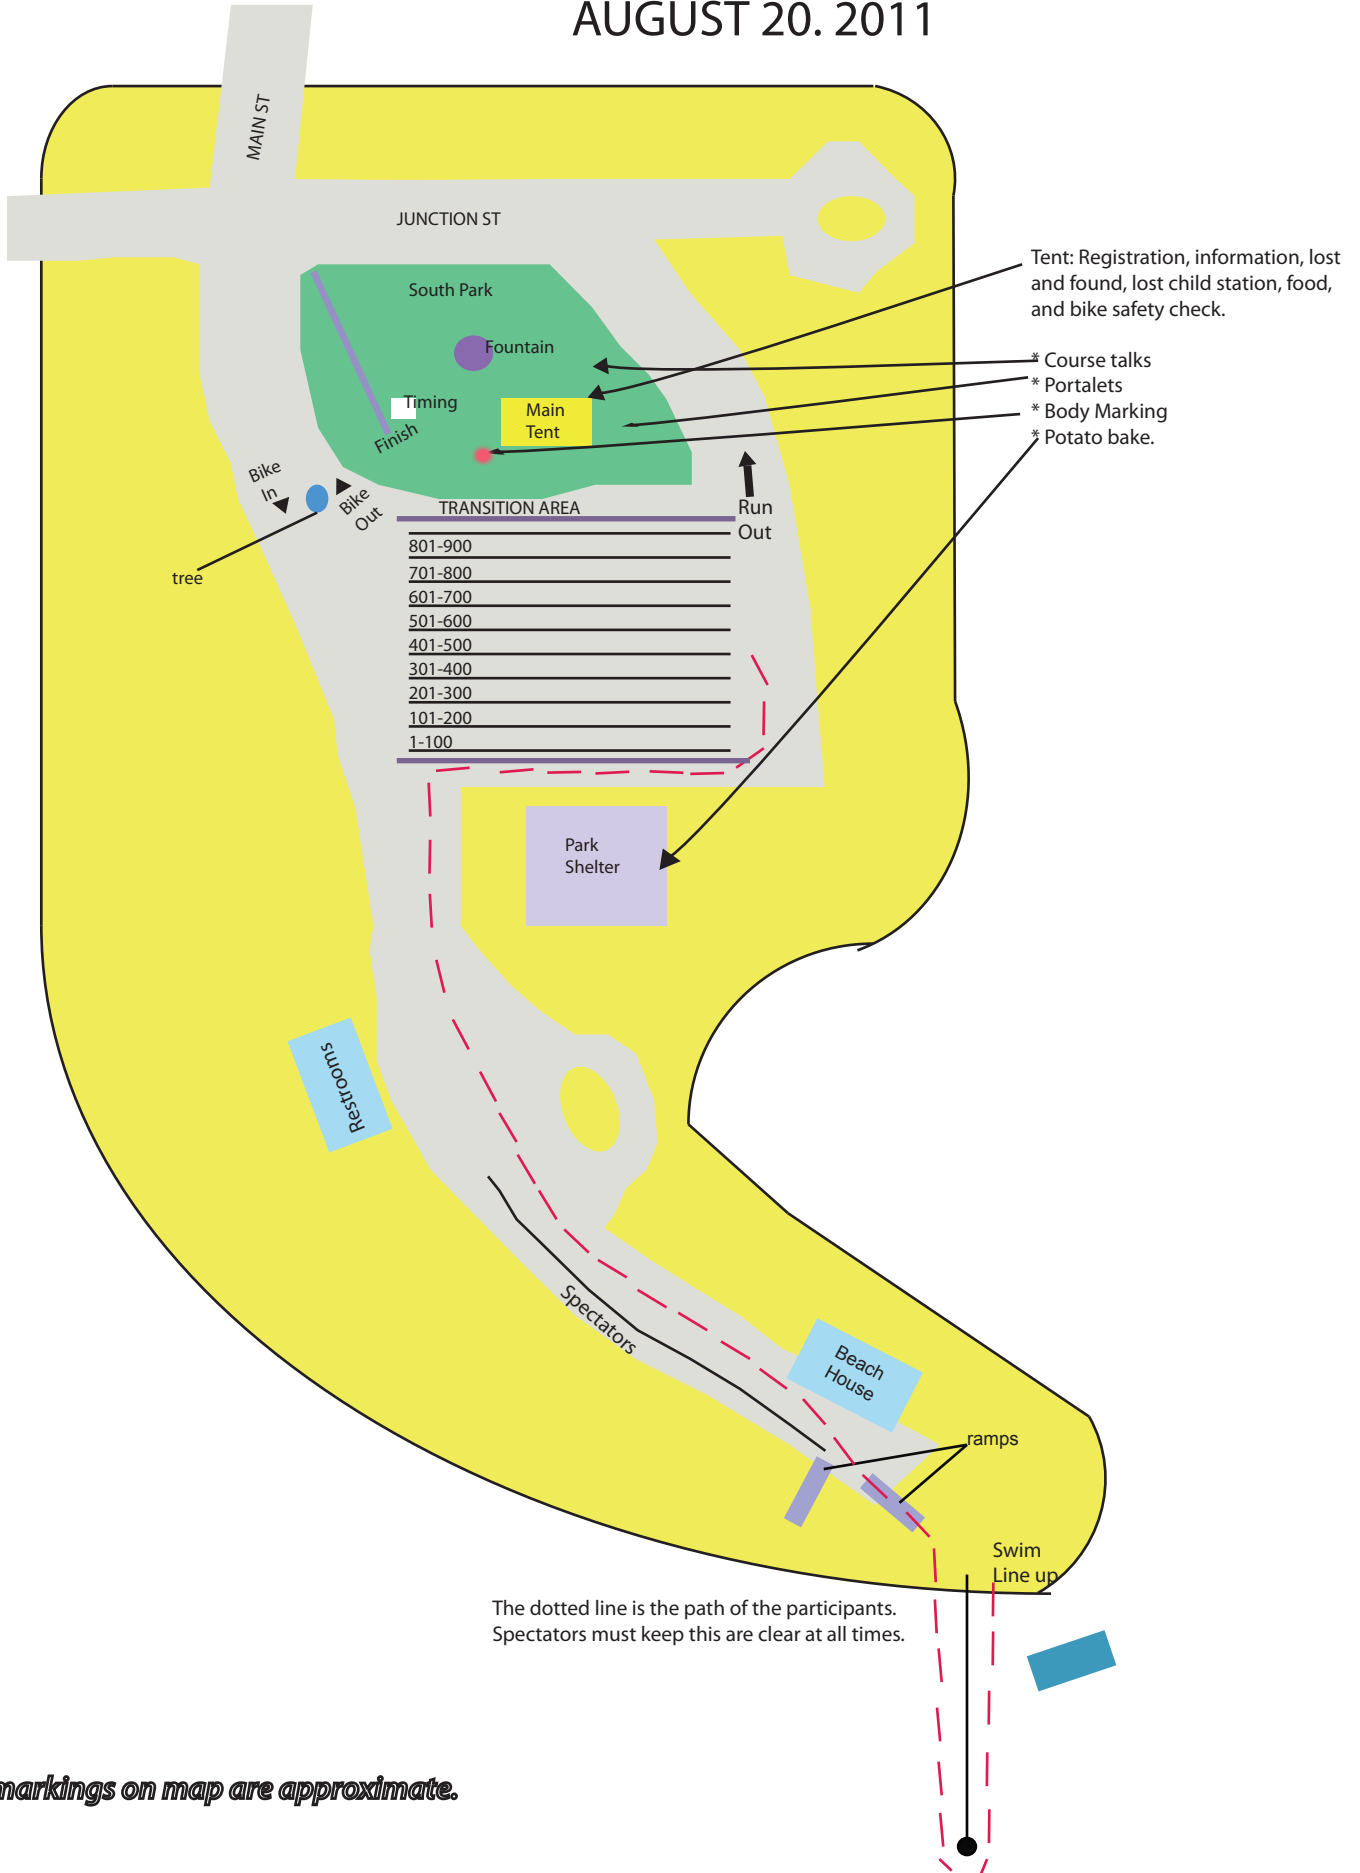 AUGUST 20. 2011
MAIN ST
JUNCTION ST
South Park
Fountain
Timing
Finish
Main
Tent
Tent: Registration, information, lost
and found, lost child station, food,
and bike safety check.
* Course talks
* Portalets
* Body Marking
* Potato bake.
Bike
In
Bike
Out
tree
TRANSITION AREA
Run
Out
801-900
701-800
601-700
501-600
401-500
301-400
201-300
101-200
1-100
Park
Shelter
Restrooms
Spectators
Beach
House
ramps
Swim
Line up
The dotted line is the path of the participants.
Spectators must keep this are clear at all times.
markings on map are approximate.